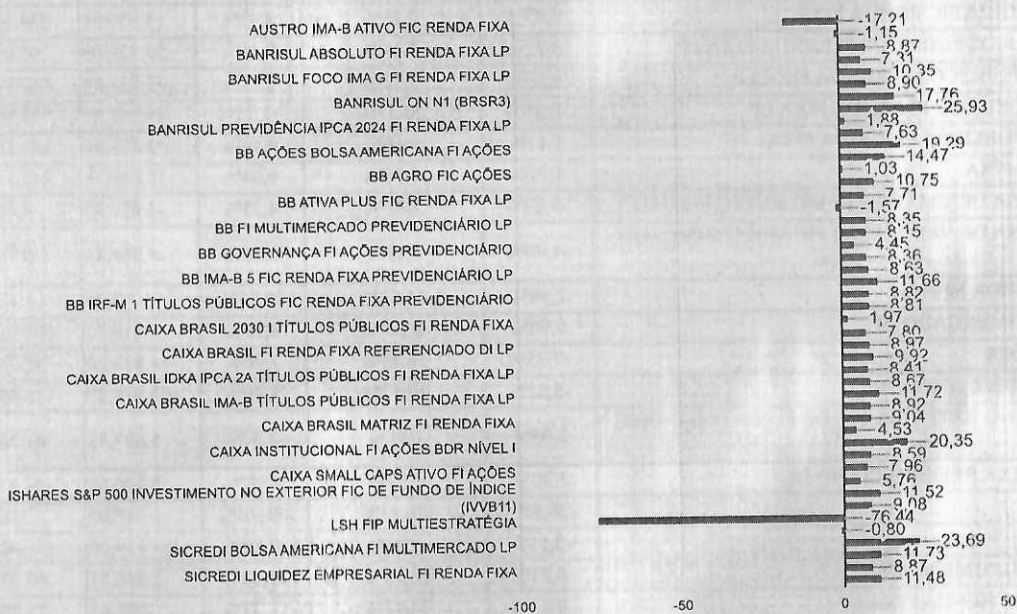 AUSTRO IMA-B ATIVO FIC RENDA FIXA
-17,21
-1,15
BANRISUL ABSOLUTO FI RENDA FIXA LP
8,87
7,31
BANRISUL FOCO IMA G FI RENDA FIXA LP
10,35
8,90
BANRISUL ON N1 (BRSR3)
17,76
25,93
BANRISUL PREVIDÊNCIA IPCA 2024 FI RENDA FIXA LP
1,88
7,63
BB AÇÕES BOLSA AMERICANA FI AÇÕES
19,29
14,47
BB AGRO FIC AÇÕES
1,03
10,75
BB ATIVA PLUS FIC RENDA FIXA LP
7,71
-1,57
BB FI MULTIMERCADO PREVIDENCIÁRIO LP
8,35
8,15
BB GOVERNANÇA FI AÇÕES PREVIDENCIÁRIO
4,45
8,36
BB IMA-B 5 FIC RENDA FIXA PREVIDENCIÁRIO LP
8,63
11,66
BB IRF-M 1 TÍTULOS PÚBLICOS FIC RENDA FIXA PREVIDENCIÁRIO
8,82
8,81
CAIXA BRASIL 2030 I TÍTULOS PÚBLICOS FI RENDA FIXA
1,97
7,80
CAIXA BRASIL FI RENDA FIXA REFERENCIADO DI LP
8,97
9,92
CAIXA BRASIL IDKA IPCA 2A TÍTULOS PÚBLICOS FI RENDA FIXA LP
8,41
8,67
CAIXA BRASIL IMA-B TÍTULOS PÚBLICOS FI RENDA FIXA LP
11,72
8,92
CAIXA BRASIL MATRIZ FI RENDA FIXA
9,04
4,53
CAIXA INSTITUCIONAL FI AÇÕES BDR NÍVEL I
20,35
8,59
CAIXA SMALL CAPS ATIVO FI AÇÕES
7,96
5,76
ISHARES S&P 500 INVESTIMENTO NO EXTERIOR FIC DE FUNDO DE ÍNDICE
(IVVB11)
11,52
9,08
LSH FIP MULTIESTRATÉGIA
-76,44
-0,80
SICREDI BOLSA AMERICANA FI MULTIMERCADO LP
23,69
11,73
SICREDI LIQUIDEZ EMPRESARIAL FI RENDA FIXA
8,87
11,48
-100 -50 0 50